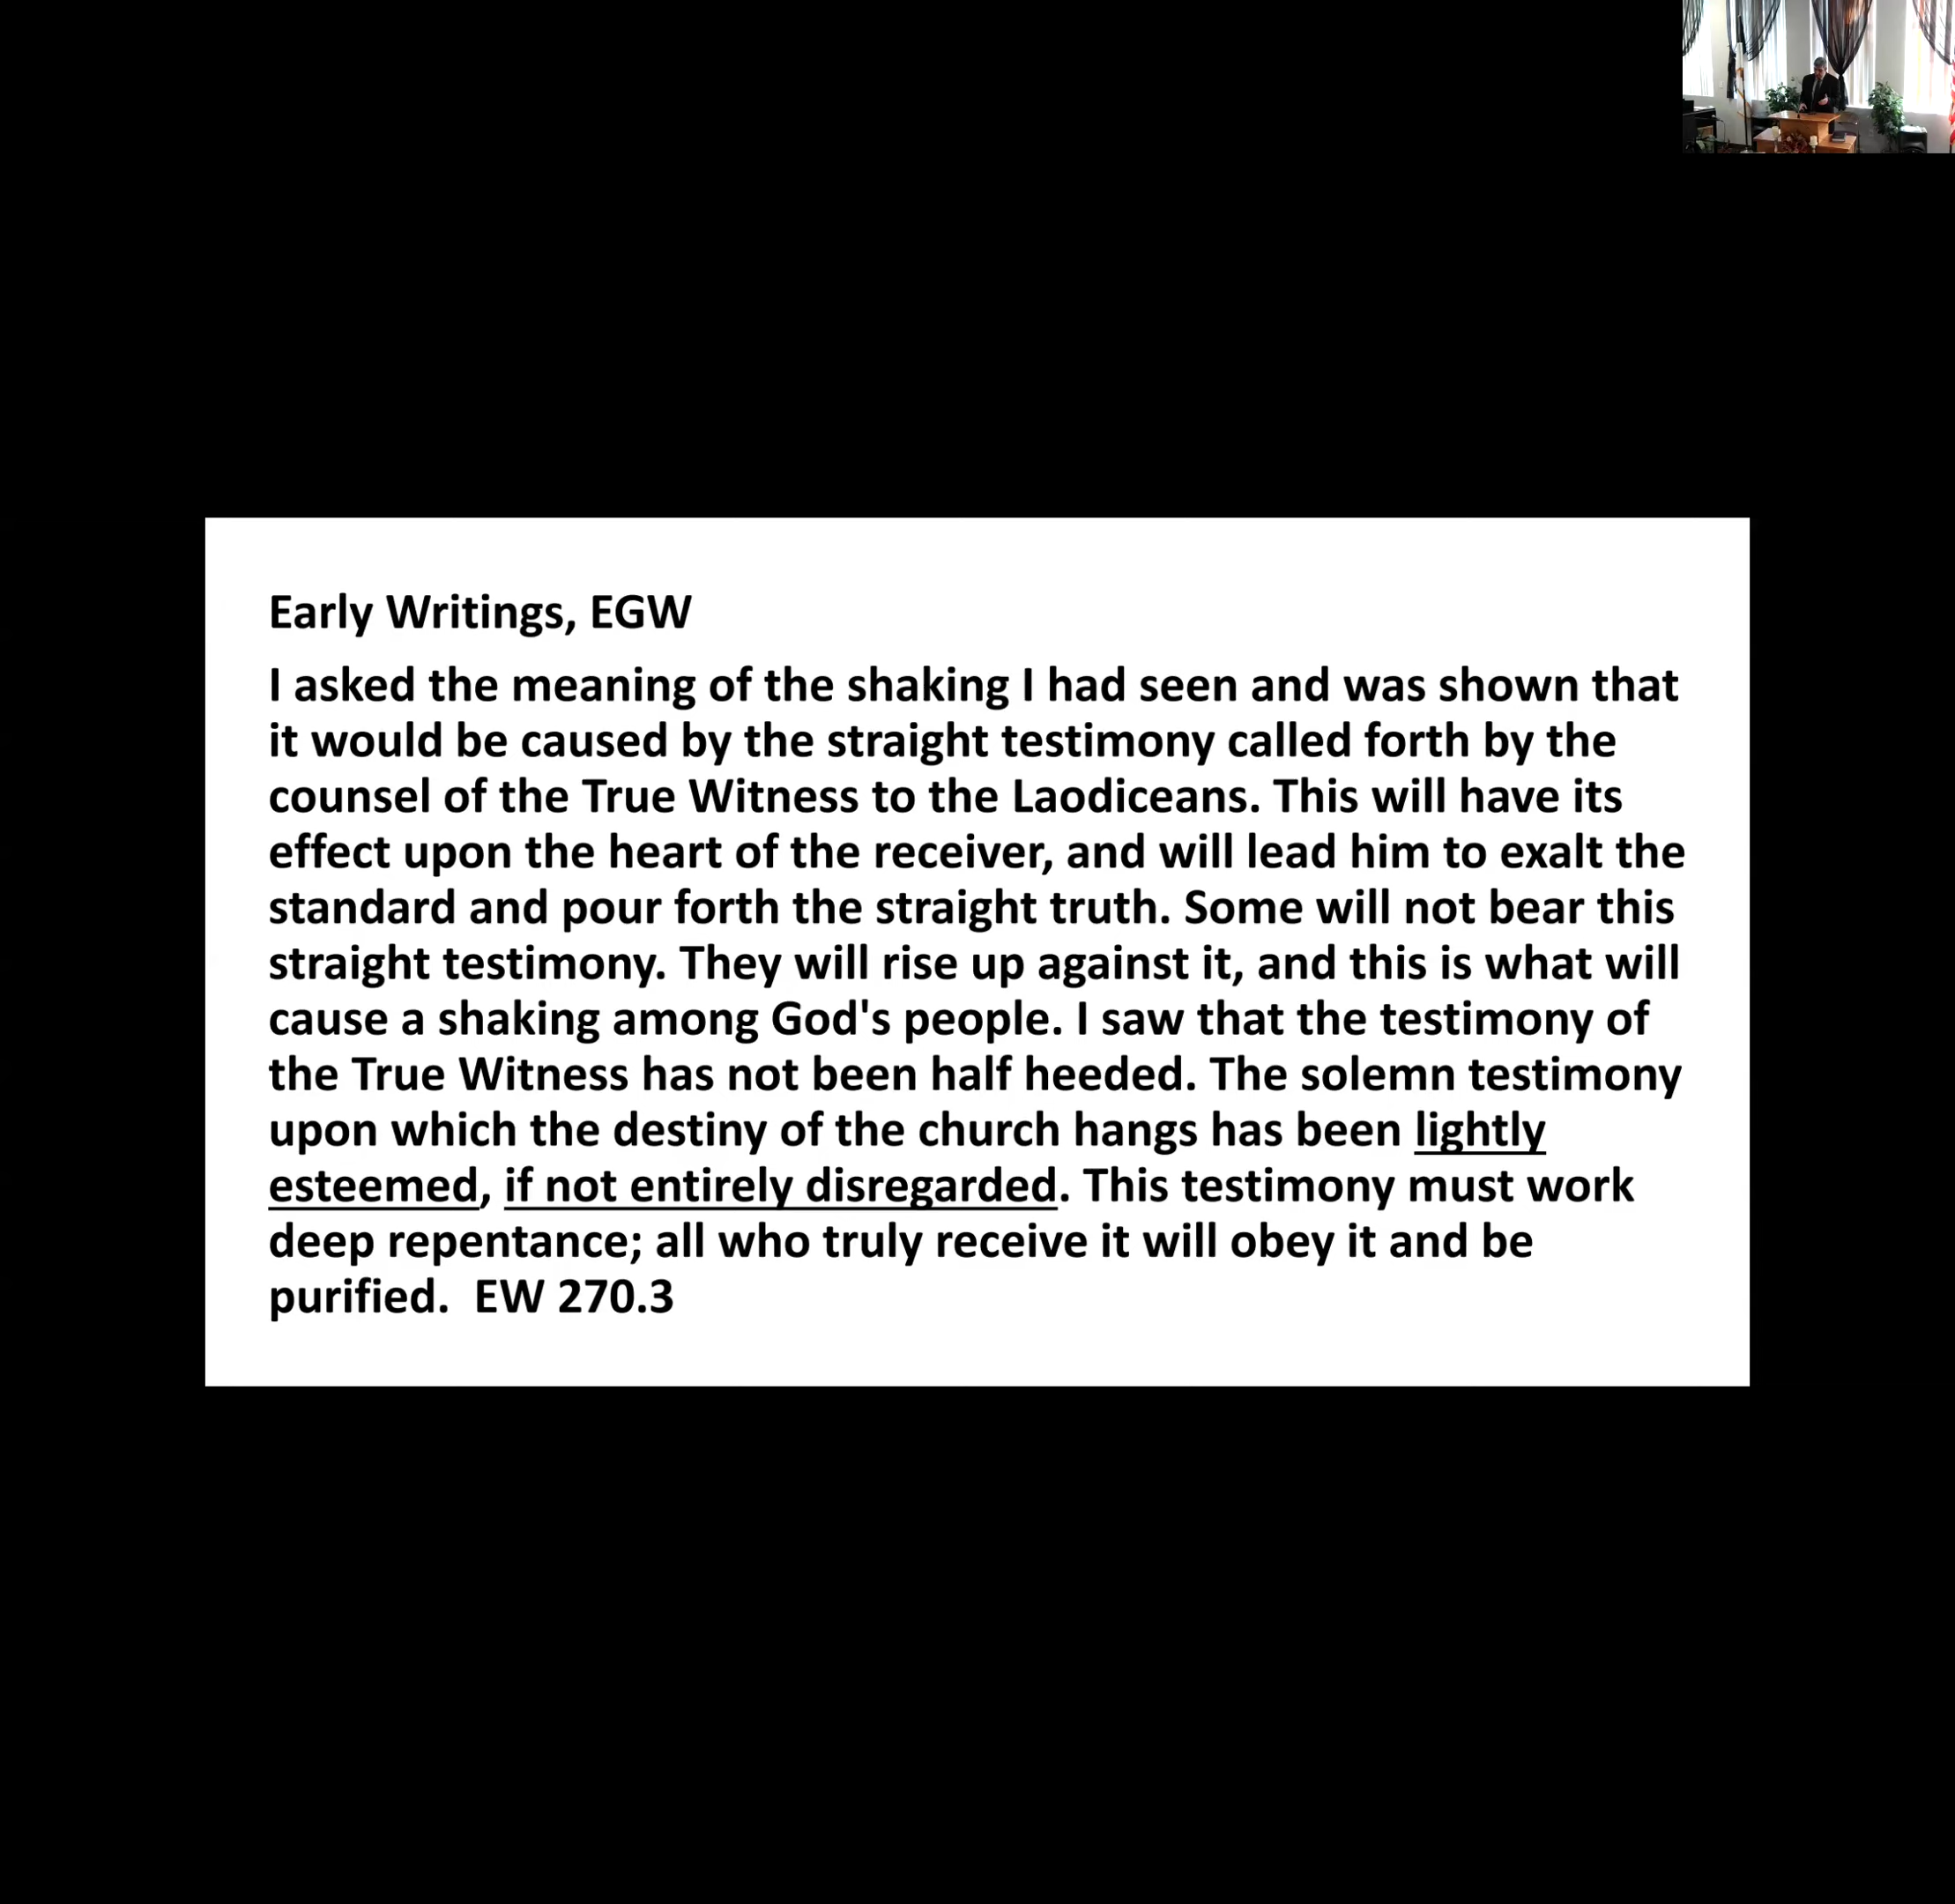 Early Writings, EGW
I asked the meaning of the shaking I had seen and was shown that
it would be caused by the straight testimony called forth by the
counsel of the True Witness to the Laodiceans. This will have its
effect upon the heart of the receiver, and will lead him to exalt the
standard and pour forth the straight truth. Some will not bear this
straight testimony. They will rise up against it, and this is what will
cause a shaking among God's people. I saw that the testimony of
the True Witness has not been half heeded. The solemn testimony
upon which the destiny of the church hangs has been lightly
esteemed, if not entirely disregarded. This testimony must work
deep repentance; all who truly receive it will obey it and be
purified.  EW 270.3